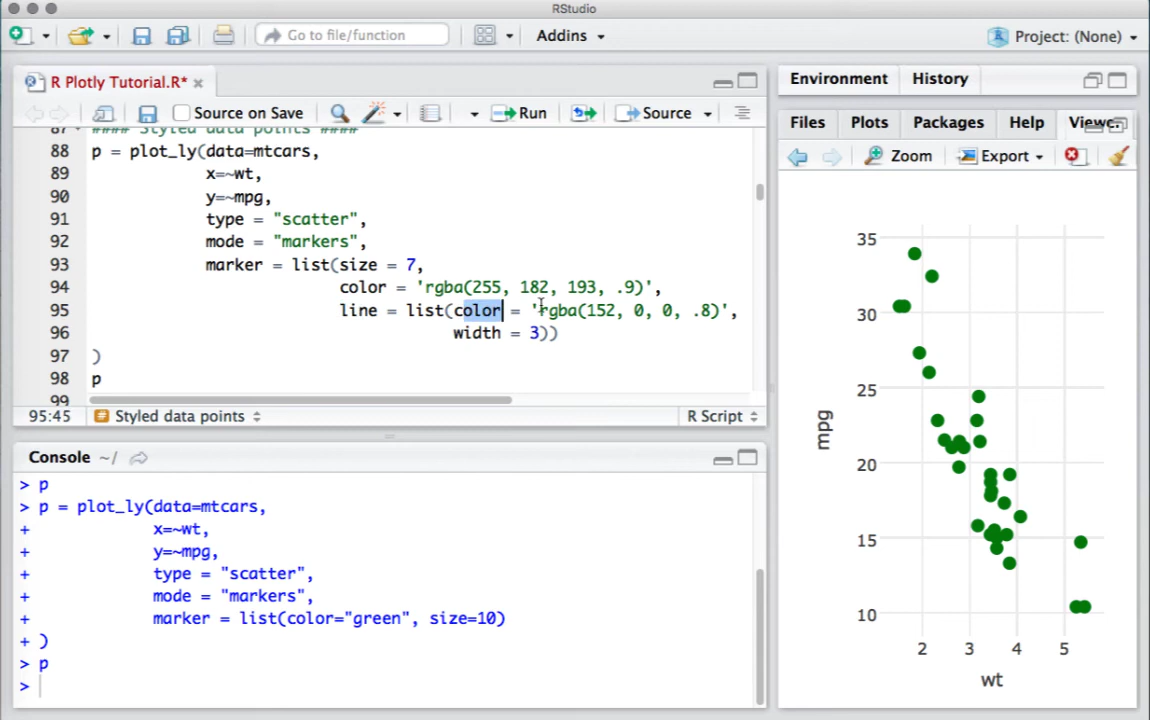 RStudio
Go to file/function
Addins
Project: (None)
R Plotly Tutorial.R*
Source on Save
Run
Source
87 #### Styled data points ####
88 p = plot_ly(data=mtcars,
89 x=~wt,
90 y=~mpg,
91 type = "scatter",
92 mode = "markers",
93 marker = list(size = 7,
94 color = 'rgba(255, 182, 193, .9)',
95 line = list(color = 'rgba(152, 0, 0, .8)',
96 width = 3))
97 )
98 p
99
95:45 Styled data points R Script
Console ~/
> p
> p = plot_ly(data=mtcars,
+ x=~wt,
+ y=~mpg,
+ type = "scatter",
+ mode = "markers",
+ marker = list(color="green", size=10)
+ )
> p
>
Environment History
Files Plots Packages Help Viewer
Zoom Export
35
30
25
20
15
10
mpg
2 3 4 5
wt